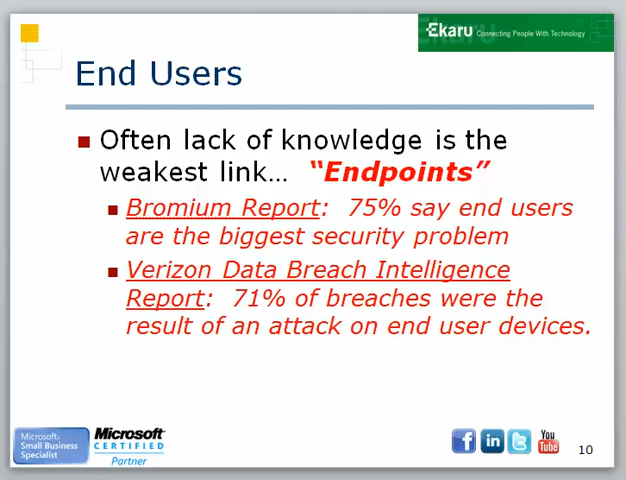 Ekaru Connecting People With Technology
End Users
Often lack of knowledge is the
weakest link... "Endpoints"
Bromium Report: 75% say end users
are the biggest security problem
Verizon Data Breach Intelligence
Report: 71% of breaches were the
result of an attack on end user devices.
Microsoft
Small Business
Specialist
Microsoft
CERTIFIED
Partner
f
in
t
You
Tube
10